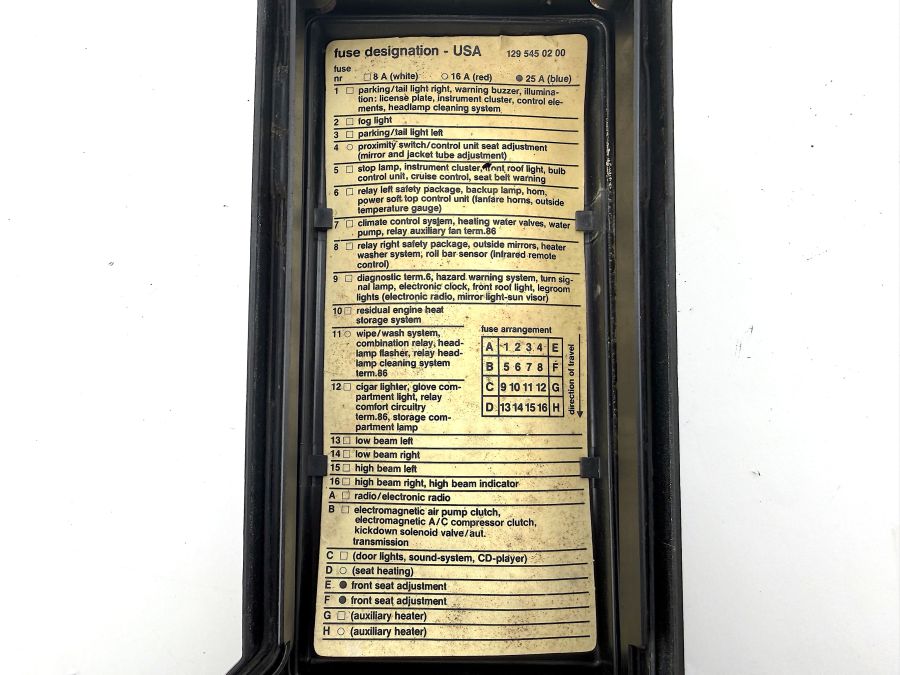 fuse designation - USA 129 545 02 00
fuse
nr □ 8 A (white) ○ 16 A (red) ● 25 A (blue)
1 □ parking/tail light right, warning buzzer, illumina-
tion: license plate, instrument cluster, control ele-
ments, headlamp cleaning system
2 □ fog light
3 □ parking/tail light left
4 ○ proximity switch/control unit seat adjustment
(mirror and jacket tube adjustment)
5 □ stop lamp, instrument cluster, front roof light, bulb
control unit, cruise control, seat belt warning
6 □ relay left safety package, backup lamp, horn,
power soft top control unit (fanfare horns, outside
temperature gauge)
7 □ climate control system, heating water valves, water
pump, relay auxiliary fan term.86
8 □ relay right safety package, outside mirrors, heater
washer system, roll bar sensor (infrared remote
control)
9 □ diagnostic term.6, hazard warning system, turn sig-
nal lamp, electronic clock, front roof light, legroom
lights (electronic radio, mirror light-sun visor)
10 □ residual engine heat
storage system
11 ○ wipe/wash system,
combination relay, head-
lamp flasher, relay head-
lamp cleaning system
term.86
12 □ cigar lighter, glove com-
partment light, relay
comfort circuitry
term.86, storage com-
partment lamp
fuse arrangement
A 1 2 3 4 E
B 5 6 7 8 F
C 9 10 11 12 G
D 13 14 15 16 H
direction of travel
13 □ low beam left
14 □ low beam right
15 □ high beam left
16 □ high beam right, high beam indicator
A □ radio/electronic radio
B □ electromagnetic air pump clutch,
electromagnetic A/C compressor clutch,
kickdown solenoid valve/aut.
transmission
C □ (door lights, sound-system, CD-player)
D ○ (seat heating)
E ● front seat adjustment
F ● front seat adjustment
G □ (auxiliary heater)
H ○ (auxiliary heater)